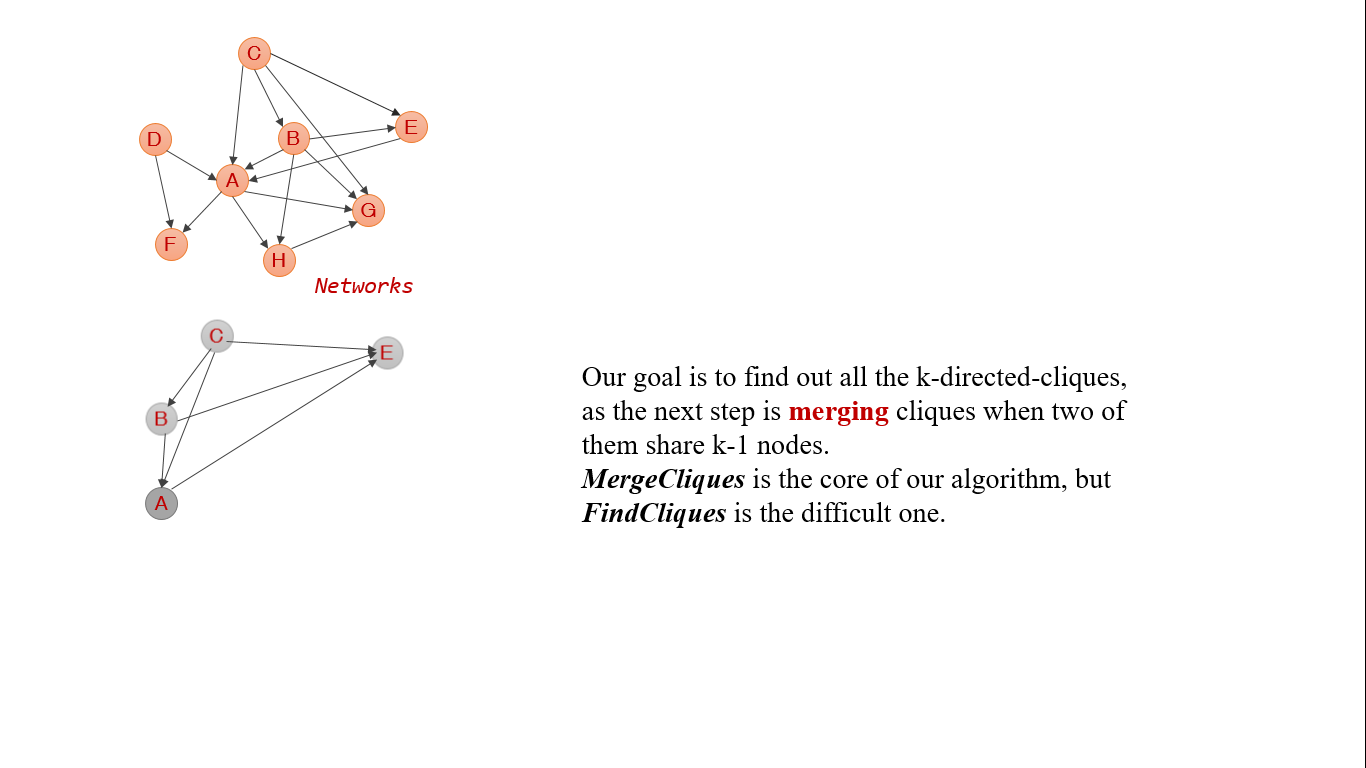 C
E
D
B
A
G
F
H
Networks
C
E
B
A
Our goal is to find out all the k-directed-cliques,
as the next step is merging cliques when two of
them share k-1 nodes.
MergeCliques is the core of our algorithm, but
FindCliques is the difficult one.